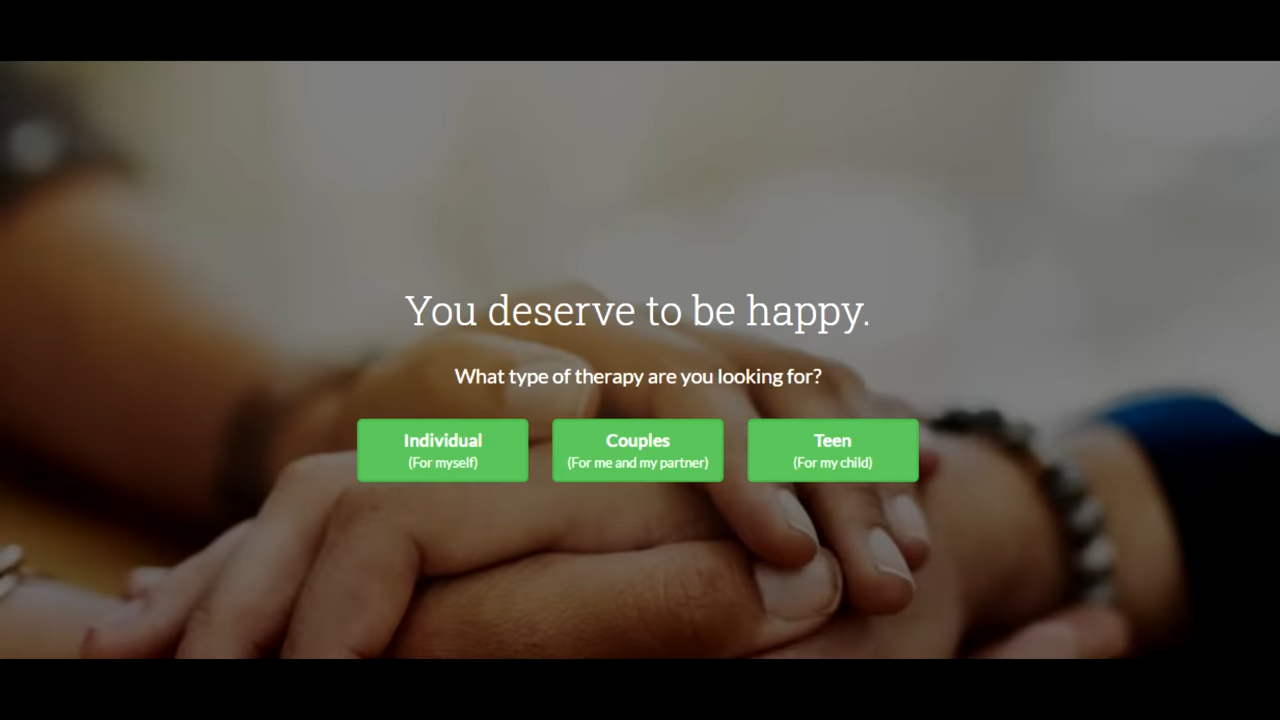 You deserve to be happy.
What type of therapy are you looking for?
Individual
(For myself)
Couples
(For me and my partner)
Teen
(For my child)